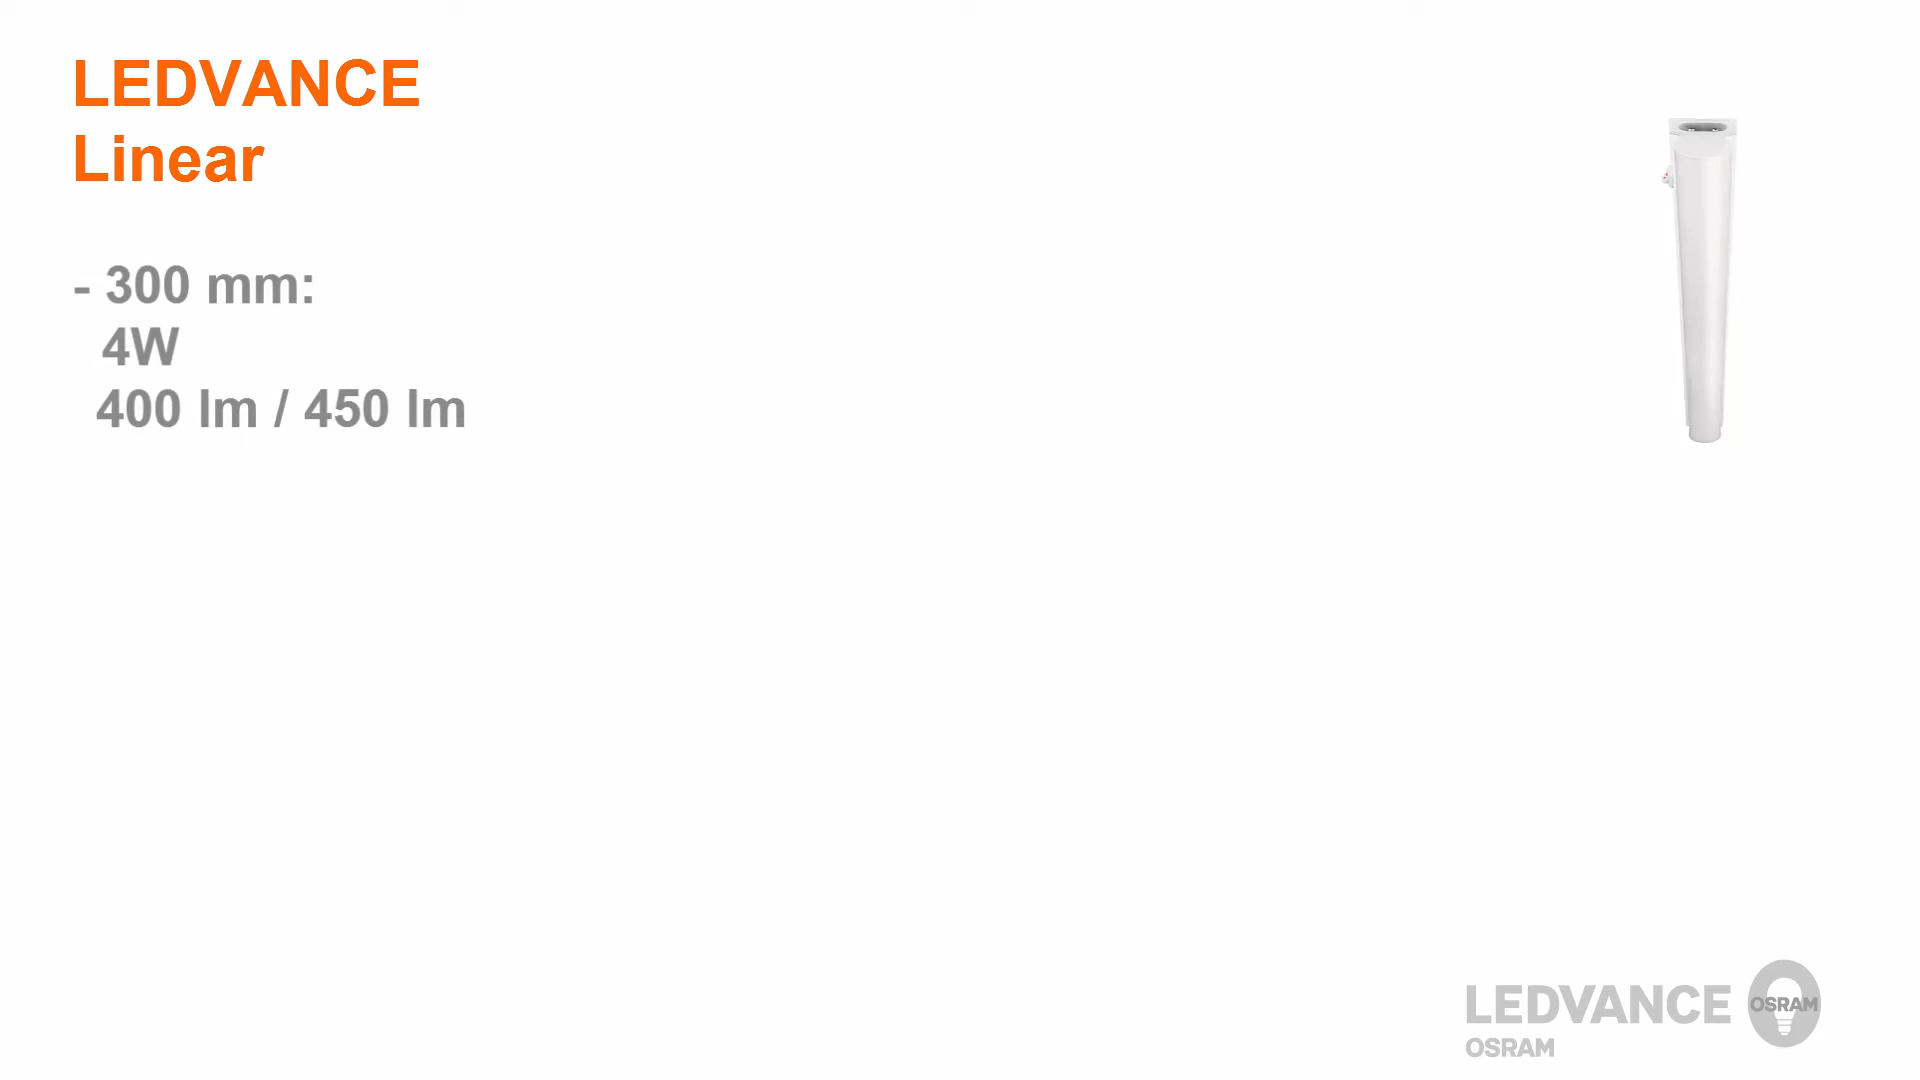 LEDVANCE
Linear
- 300 mm:
4W
400 lm / 450 lm
LEDVANCE
OSRAM
OSRAM